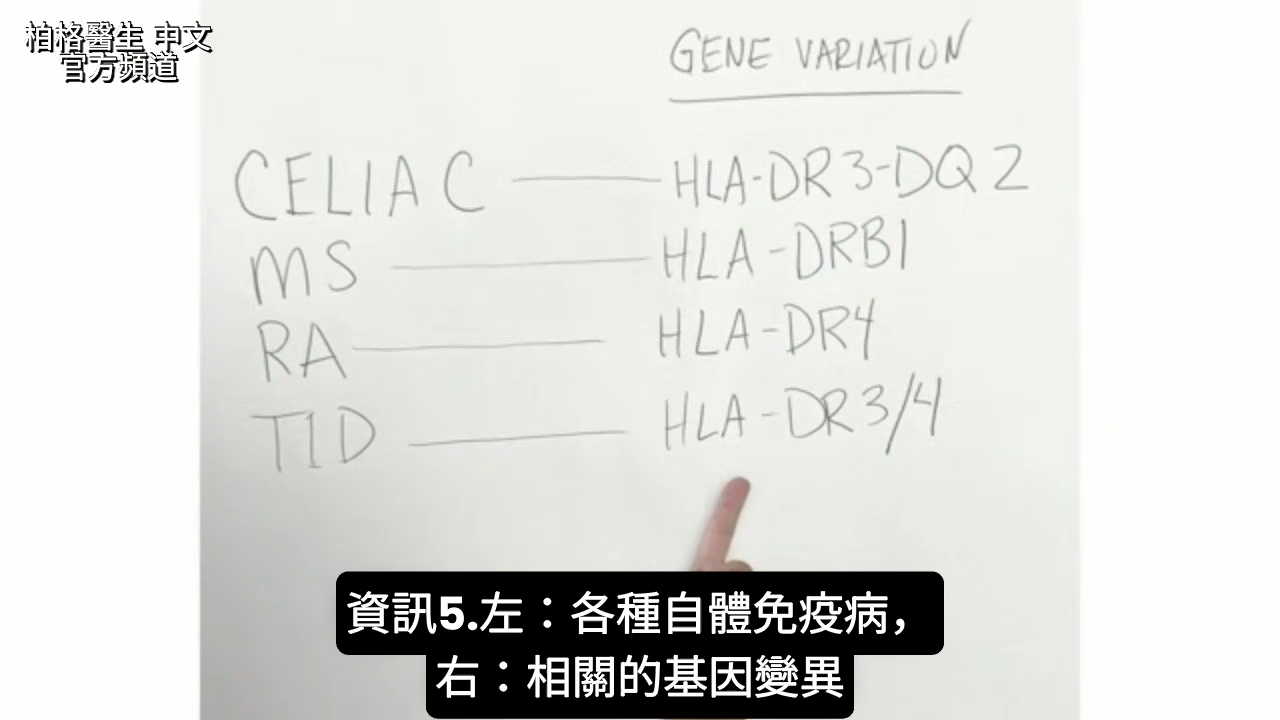 柏格醫生 中文
官方頻道
GENE VARIATION
CELIAC — HLA-DR3-DQ2
MS — HLA-DRB1
RA — HLA-DR4
T1D — HLA-DR3/4
資訊5.左：各種自體免疫病，
右：相關的基因變異